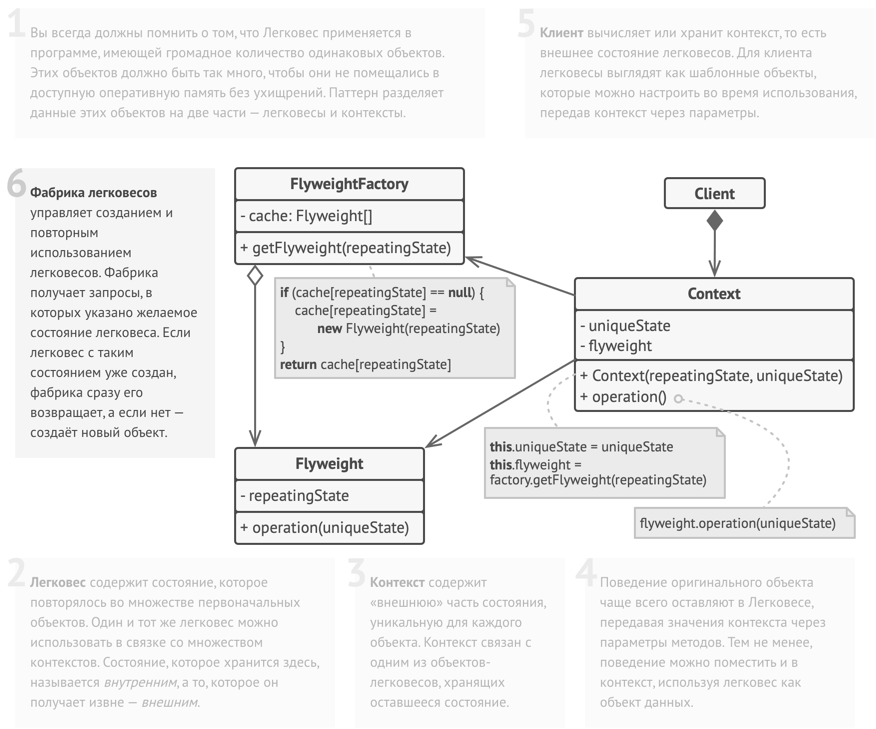 1
Вы всегда должны помнить о том, что Легковес применяется в
программе, имеющей громадное количество одинаковых объектов.
Этих объектов должно быть так много, чтобы они не помещались в
доступную оперативную память без ухищрений. Паттерн разделяет
данные этих объектов на две части — легковесы и контексты.
5
Клиент вычисляет или хранит контекст, то есть
внешнее состояние легковесов. Для клиента
легковесы выглядят как шаблонные объекты,
которые можно настроить во время использования,
передав контекст через параметры.
6
Фабрика легковесов
управляет созданием и
повторным
использованием
легковесов. Фабрика
получает запросы, в
которых указано желаемое
состояние легковеса. Если
легковес с таким
состоянием уже создан,
фабрика сразу его
возвращает, а если нет —
создаёт новый объект.
FlyweightFactory
- cache: Flyweight[]
+ getFlyweight(repeatingState)
if (cache[repeatingState] == null) {
cache[repeatingState] =
new Flyweight(repeatingState)
}
return cache[repeatingState]
Client
Context
- uniqueState
- flyweight
+ Context(repeatingState, uniqueState)
+ operation()
this.uniqueState = uniqueState
this.flyweight =
factory.getFlyweight(repeatingState)
flyweight.operation(uniqueState)
Flyweight
- repeatingState
+ operation(uniqueState)
2
Легковес содержит состояние, которое
повторялось во множестве первоначальных
объектов. Один и тот же легковес можно
использовать в связке со множеством
контекстов. Состояние, которое хранится здесь,
называется внутренним, а то, которое он
получает извне — внешним.
3
Контекст содержит
«внешнюю» часть состояния,
уникальную для каждого
объекта. Контекст связан с
одним из объектов-
легковесов, хранящих
оставшееся состояние.
4
Поведение оригинального объекта
чаще всего оставляют в Легковесе,
передавая значения контекста через
параметры методов. Тем не менее,
поведение можно поместить и в
контекст, используя легковес как
объект данных.